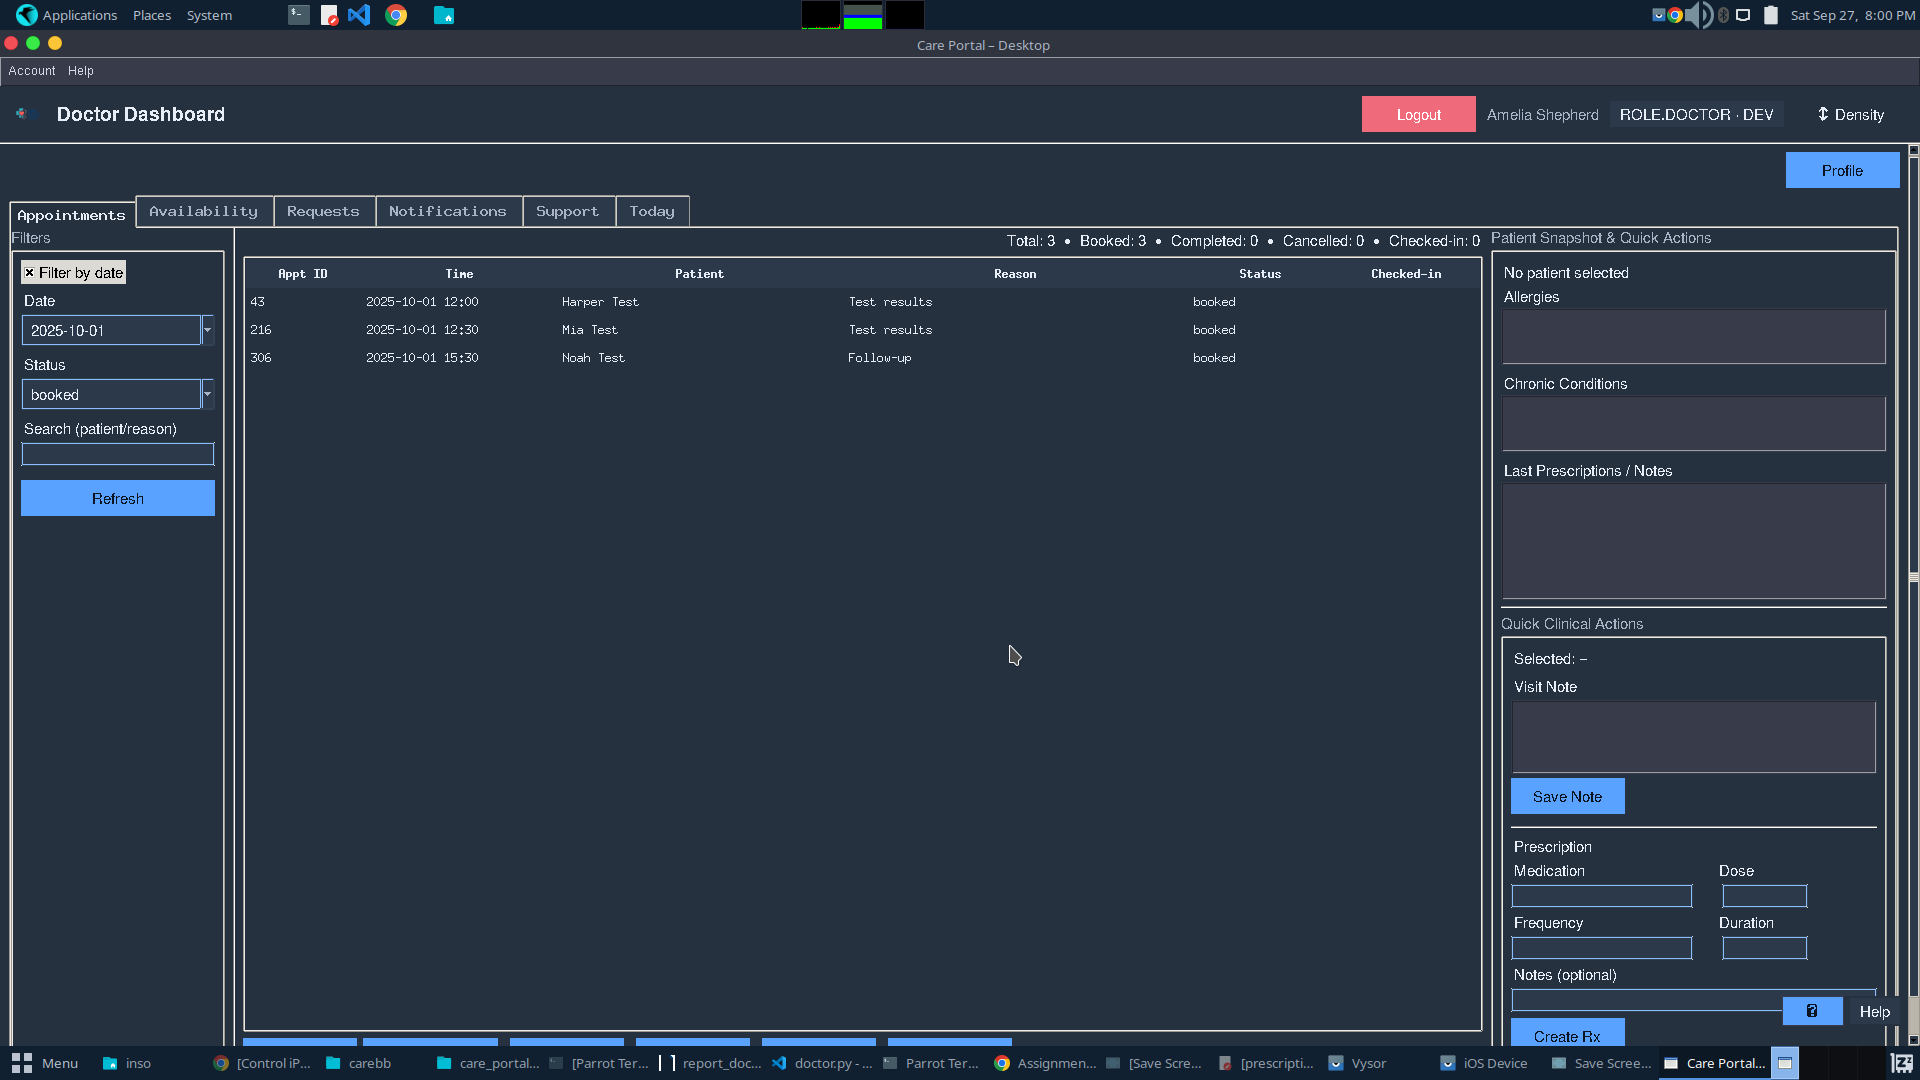 Applications Places System
Sat Sep 27, 8:00 PM
Care Portal – Desktop
Account Help
Doctor Dashboard
Logout Amelia Shepherd ROLE.DOCTOR · DEV ↕ Density
Profile
Appointments Availability Requests Notifications Support Today
Filters
Total: 3 • Booked: 3 • Completed: 0 • Cancelled: 0 • Checked-in: 0
Filter by date
Date
2025-10-01
Status
booked
Search (patient/reason)
Refresh
Appt ID Time Patient Reason Status Checked-in
43 2025-10-01 12:00 Harper Test Test results booked
216 2025-10-01 12:30 Mia Test Test results booked
306 2025-10-01 15:30 Noah Test Follow-up booked
Patient Snapshot & Quick Actions
No patient selected
Allergies
Chronic Conditions
Last Prescriptions / Notes
Quick Clinical Actions
Selected: –
Visit Note
Save Note
Prescription
Medication Dose
Frequency Duration
Notes (optional)
? Help
Create Rx
Menu inso [Control iP... carebb care_portal... [Parrot Ter... report_doc... doctor.py - ... Parrot Ter... Assignmen... [Save Scre... [prescripti... Vysor iOS Device Save Scree... Care Portal...